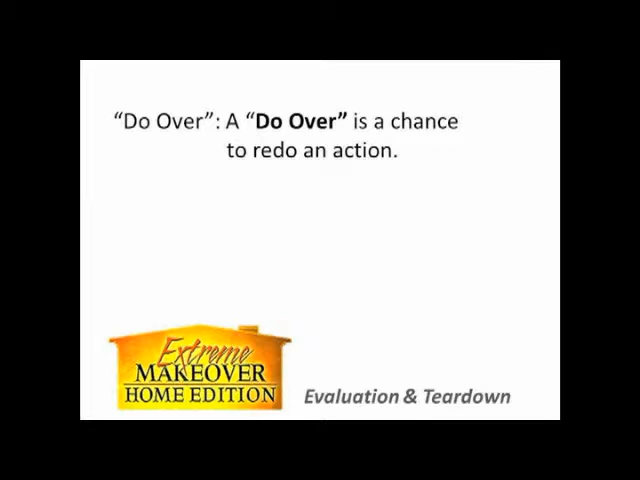 “Do Over”: A “Do Over” is a chance
to redo an action.
Extreme
MAKEOVER
HOME EDITION
Evaluation & Teardown